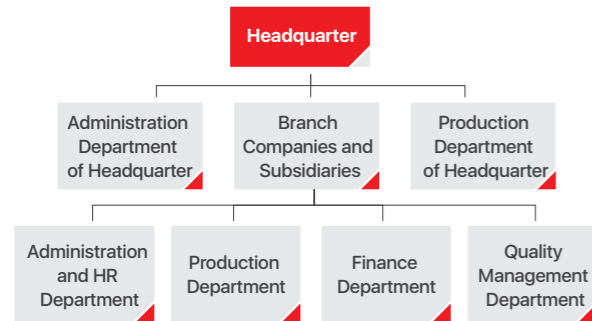 Headquarter
Administration
Department
of Headquarter
Branch
Companies and
Subsidiaries
Production
Department
of Headquarter
Administration
and HR
Department
Production
Department
Finance
Department
Quality
Management
Department